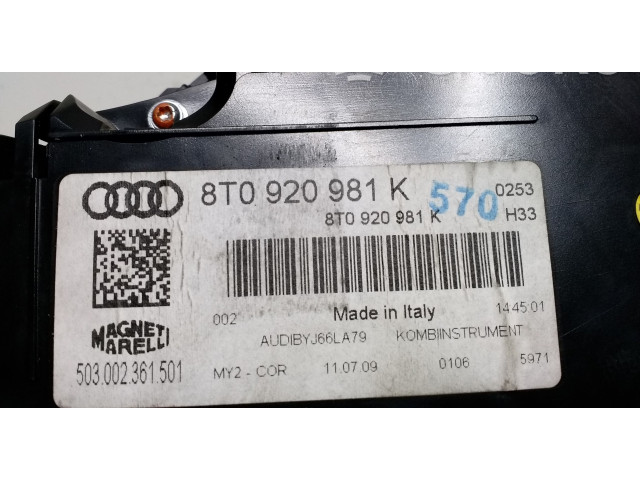 8T0 920 981 K 570 0253
8T0 920 981 K H33
002 Made in Italy 14:45:01
MAGNETI MARELLI
AUDIBYJ66LA79 KOMBIINSTRUMENT
503.002.361.501 MY2 - COR 11.07.09 0106 5971